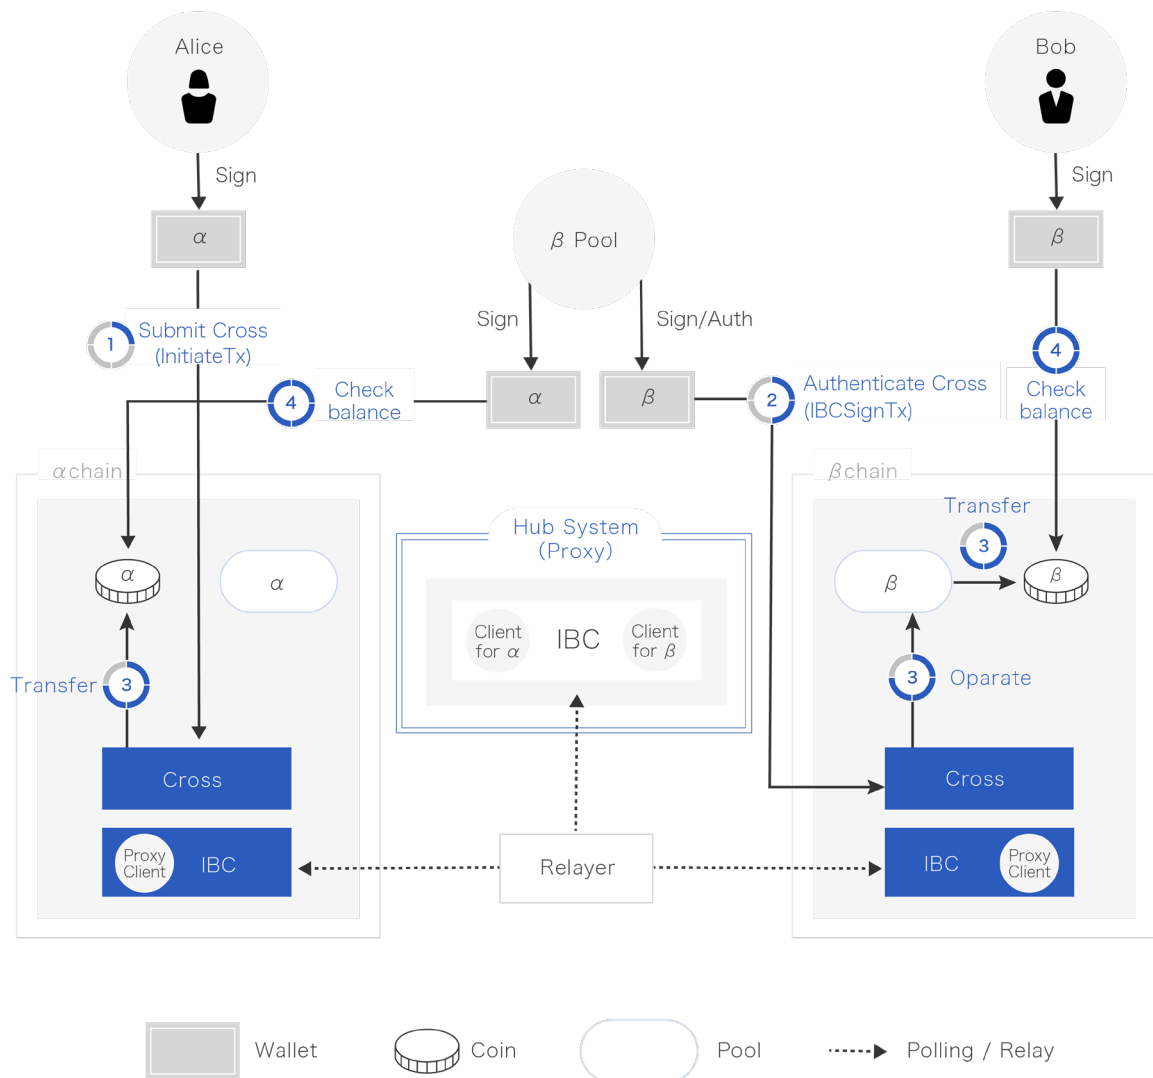 Alice
Bob
Sign
Sign
α
β Pool
β
Sign
Sign/Auth
1
Submit Cross
(InitiateTx)
4
Check
balance
α
β
2
Authenticate Cross
(IBCSignTx)
4
Check
balance
αchain
βchain
Hub System
(Proxy)
Transfer
3
α
α
β
β
Client
for α
IBC
Client
for β
Transfer
3
3
Oparate
Cross
Cross
Proxy
Client
IBC
Relayer
IBC
Proxy
Client
Wallet
Coin
Pool
Polling / Relay